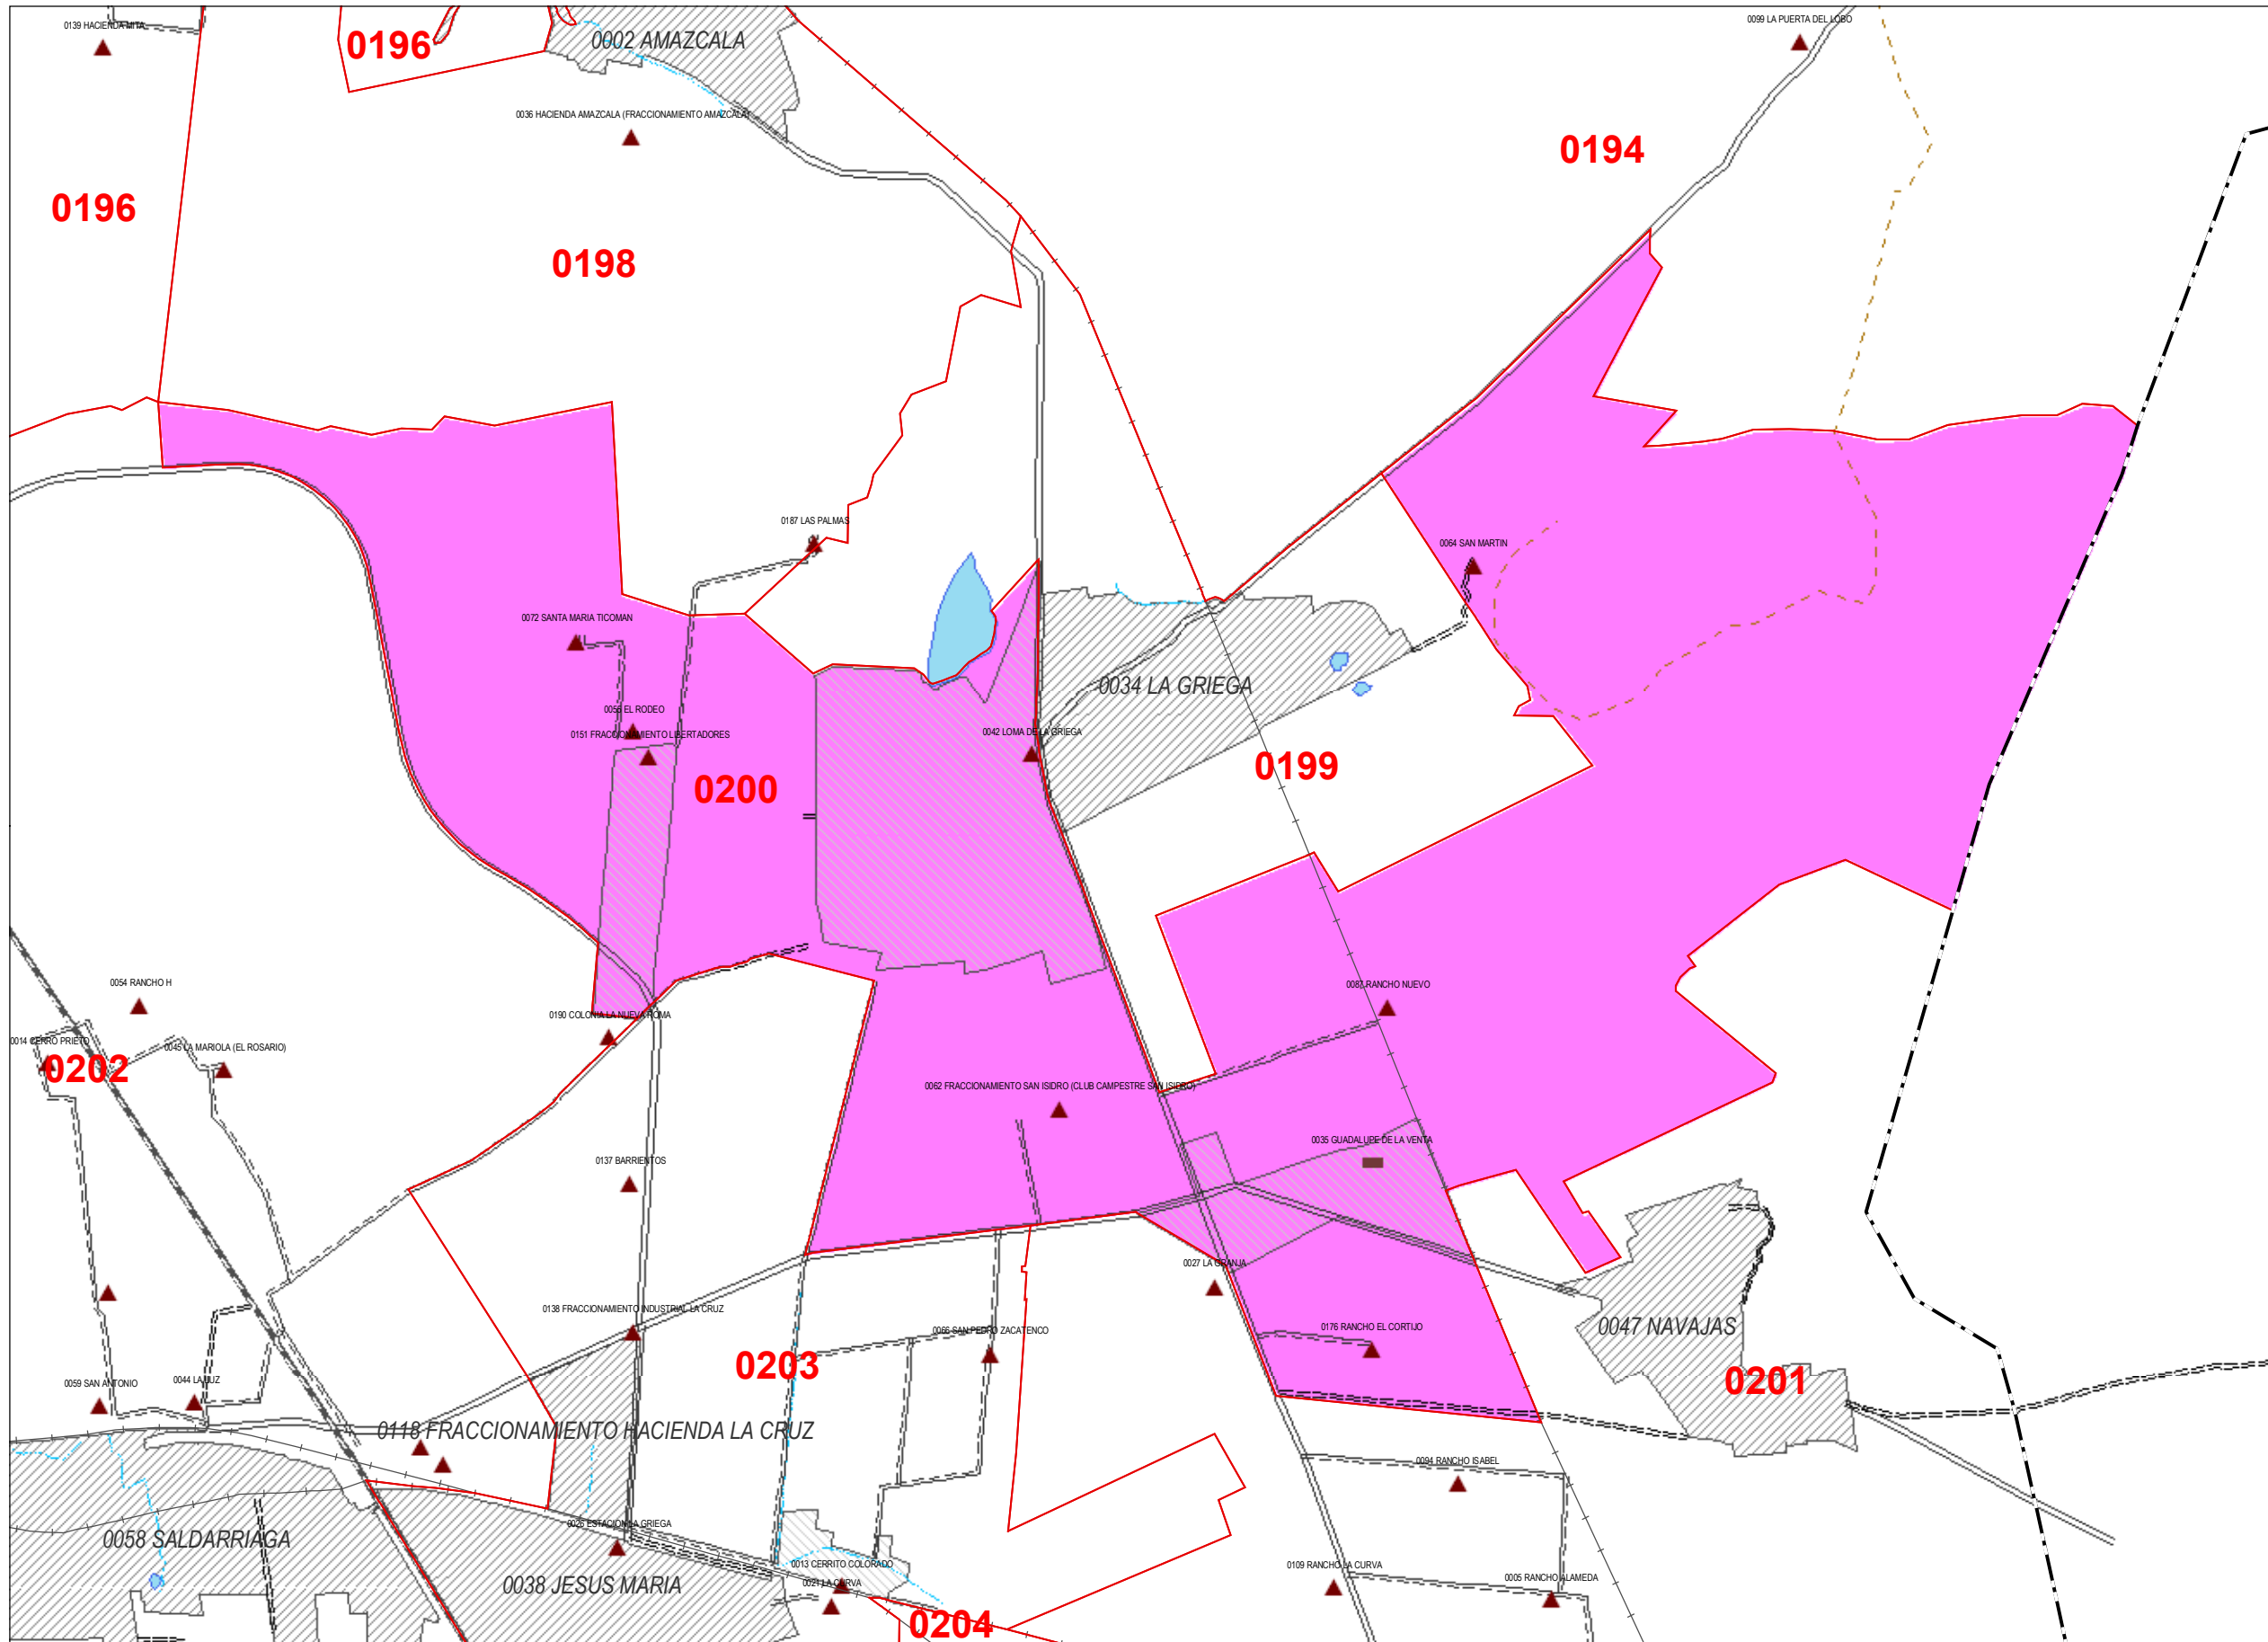 0139 HACIENDA MITA
0196
0002 AMAZCALA
0099 LA PUERTA DEL LOBO
0036 HACIENDA AMAZCALA (FRACCIONAMIENTO AMAZCALA)
0194
0196
0198
0187 LAS PALMAS
0064 SAN MARTIN
0072 SANTA MARIA TICOMAN
0034 LA GRIEGA
0056 EL RODEO
0151 FRACCIONAMIENTO LIBERTADORES
0042 LOMA DE LA GRIEGA
0199
0200
0054 RANCHO H
0087 RANCHO NUEVO
0190 COLONIA LA NUEVA ROMA
0014 CERRO PRIETO
0045 LA MARIOLA (EL ROSARIO)
0202
0062 FRACCIONAMIENTO SAN ISIDRO (CLUB CAMPESTRE SAN ISIDRO)
0035 GUADALUPE DE LA VENTA
0137 BARRIENTOS
0027 LA GRANJA
0138 FRACCIONAMIENTO INDUSTRIAL LA CRUZ
0066 SAN PEDRO ZACATENCO
0176 RANCHO EL CORTIJO
0047 NAVAJAS
0203
0201
0059 SAN ANTONIO
0044 LA LUZ
0118 FRACCIONAMIENTO HACIENDA LA CRUZ
0094 RANCHO ISABEL
0026 ESTACION LA GRIEGA
0058 SALDARRIAGA
0013 CERRITO COLORADO
0109 RANCHO LA CURVA
0005 RANCHO ALAMEDA
0038 JESUS MARIA
0021 LA CURVA
0204